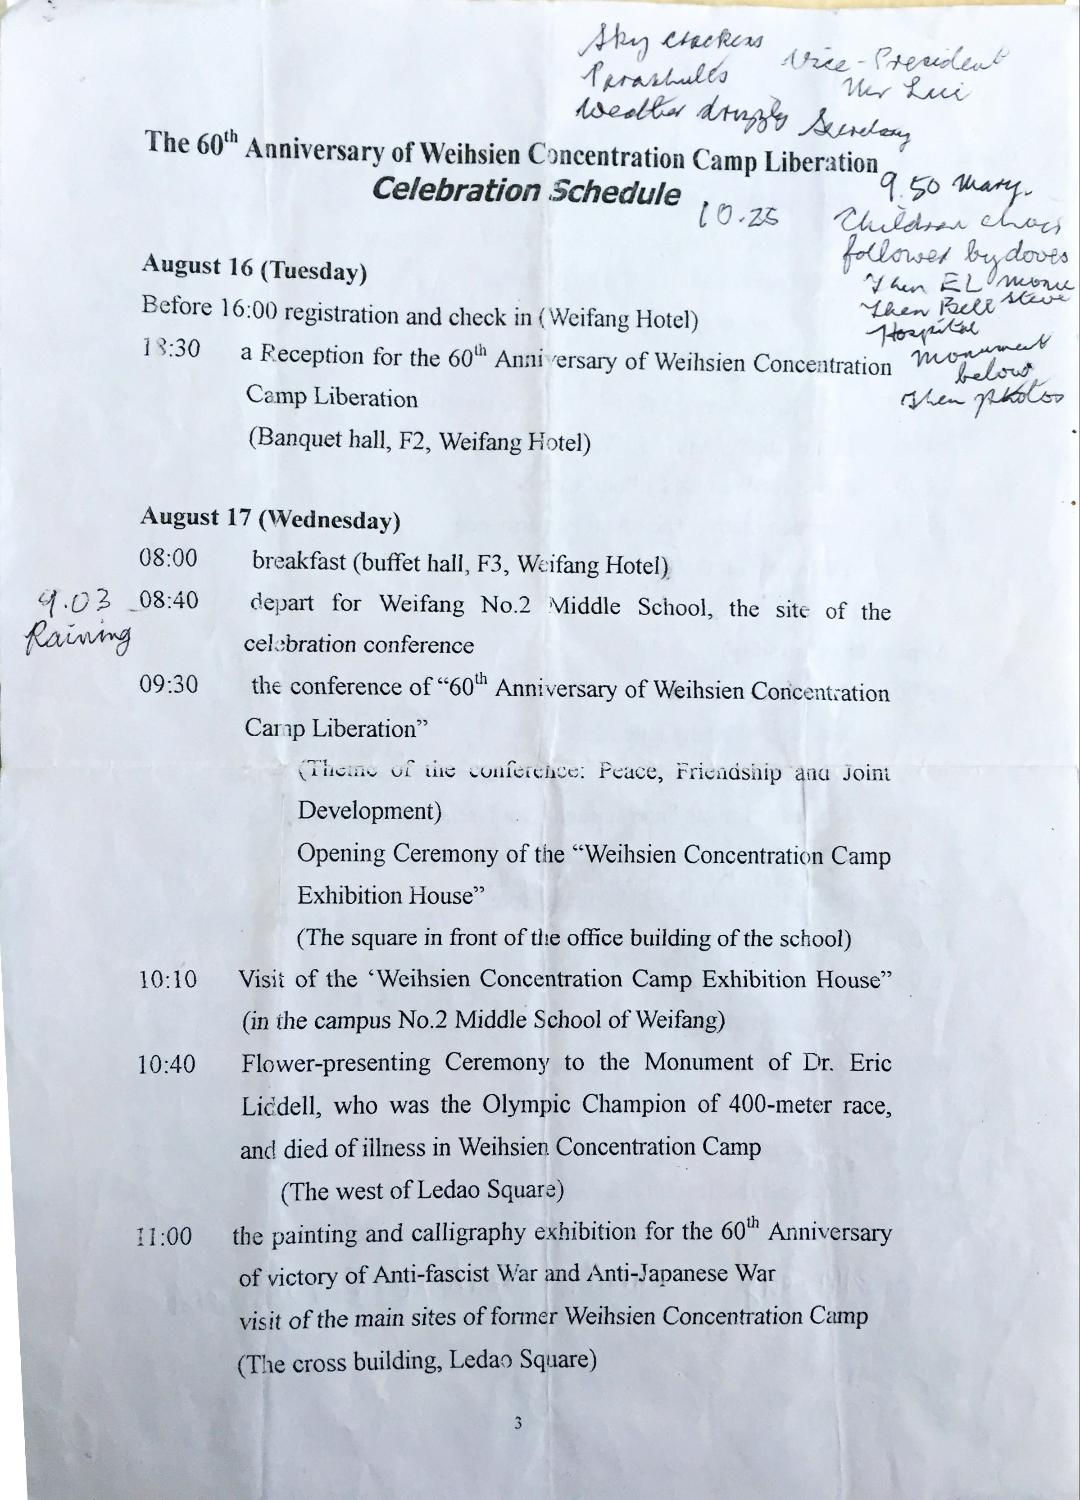 Sky crackers
Parashutes
Weather drizzly
Vice-President
Mr Lui
Secretary
The 60th Anniversary of Weihsien Concentration Camp Liberation
Celebration Schedule
9.50 Mary.
10.25
Children choir
followed by doves
Then EL monu
Then Bell Steve
Hospital
Monument
below
Then photos
August 16 (Tuesday)
Before 16:00 registration and check in (Weifang Hotel)
18:30 a Reception for the 60th Anniversary of Weihsien Concentration
Camp Liberation
(Banquet hall, F2, Weifang Hotel)
August 17 (Wednesday)
08:00 breakfast (buffet hall, F3, Weifang Hotel)
9.03
Raining
08:40 depart for Weifang No.2 Middle School, the site of the
celebration conference
09:30 the conference of “60th Anniversary of Weihsien Concentration
Camp Liberation”
(Theme of the conference: Peace, Friendship and Joint
Development)
Opening Ceremony of the “Weihsien Concentration Camp
Exhibition House”
(The square in front of the office building of the school)
10:10 Visit of the ‘Weihsien Concentration Camp Exhibition House”
(in the campus No.2 Middle School of Weifang)
10:40 Flower-presenting Ceremony to the Monument of Dr. Eric
Liddell, who was the Olympic Champion of 400-meter race,
and died of illness in Weihsien Concentration Camp
(The west of Ledao Square)
11:00 the painting and calligraphy exhibition for the 60th Anniversary
of victory of Anti-fascist War and Anti-Japanese War
visit of the main sites of former Weihsien Concentration Camp
(The cross building, Ledao Square)
3